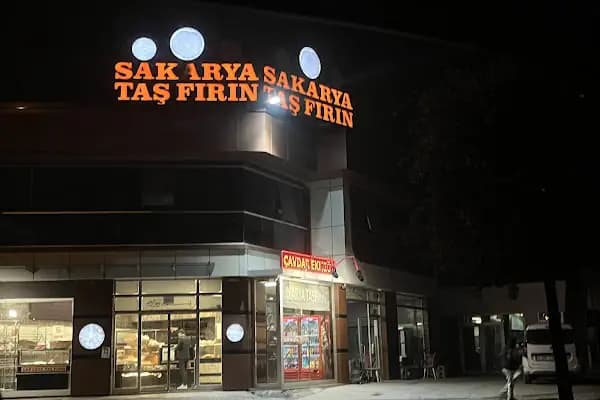 SAKARYA
TAŞ FIRIN
SAKARYA
TAŞ FIRIN
ÇAVDAR EKMEĞİ